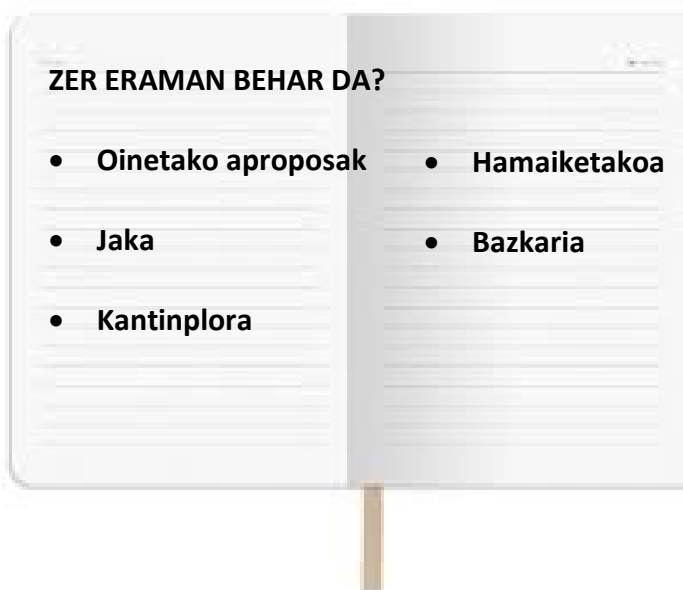 ZER ERAMAN BEHAR DA?
• Oinetako aproposak
• Jaka
• Kantinplora
• Hamaiketakoa
• Bazkaria